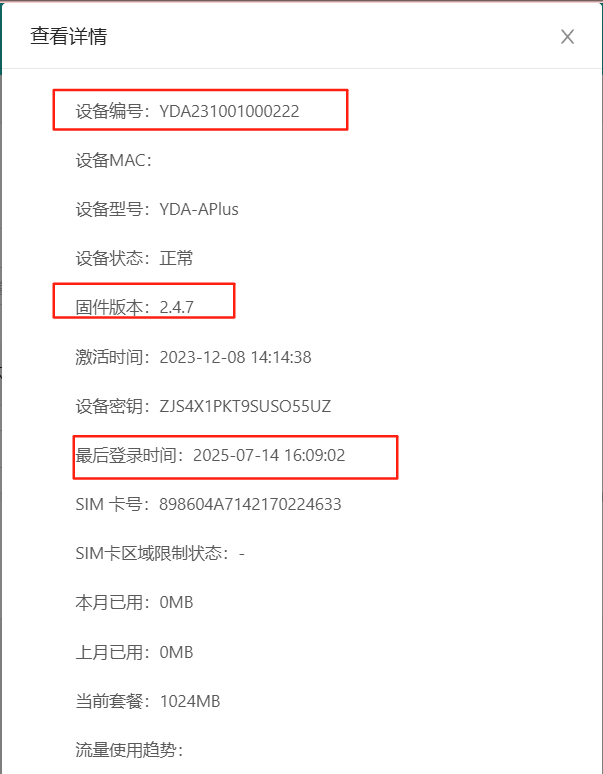 查看详情
设备编号：YDA231001000222
设备MAC：
设备型号：YDA-APlus
设备状态：正常
固件版本：2.4.7
激活时间：2023-12-08 14:14:38
设备密钥：ZJS4X1PKT9SUSO55UZ
最后登录时间：2025-07-14 16:09:02
SIM 卡号：898604A7142170224633
SIM卡区域限制状态：-
本月已用：0MB
上月已用：0MB
当前套餐：1024MB
流量使用趋势：